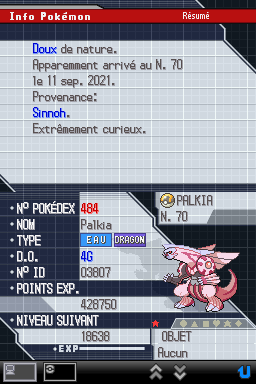 Info Pokémon
Résumé
Doux de nature.
Apparemment arrivé au N. 70
le 11 sep. 2021.
Provenance:
Sinnoh.
Extrêmement curieux.
PALKIA
N. 70
• Nº POKÉDEX 484
• NOM Palkia
• TYPE EAU DRAGON
• D.O. 4G
• Nº ID 03807
• POINTS EXP.
428750
• NIVEAU SUIVANT
18638
• EXP
OBJET
Aucun